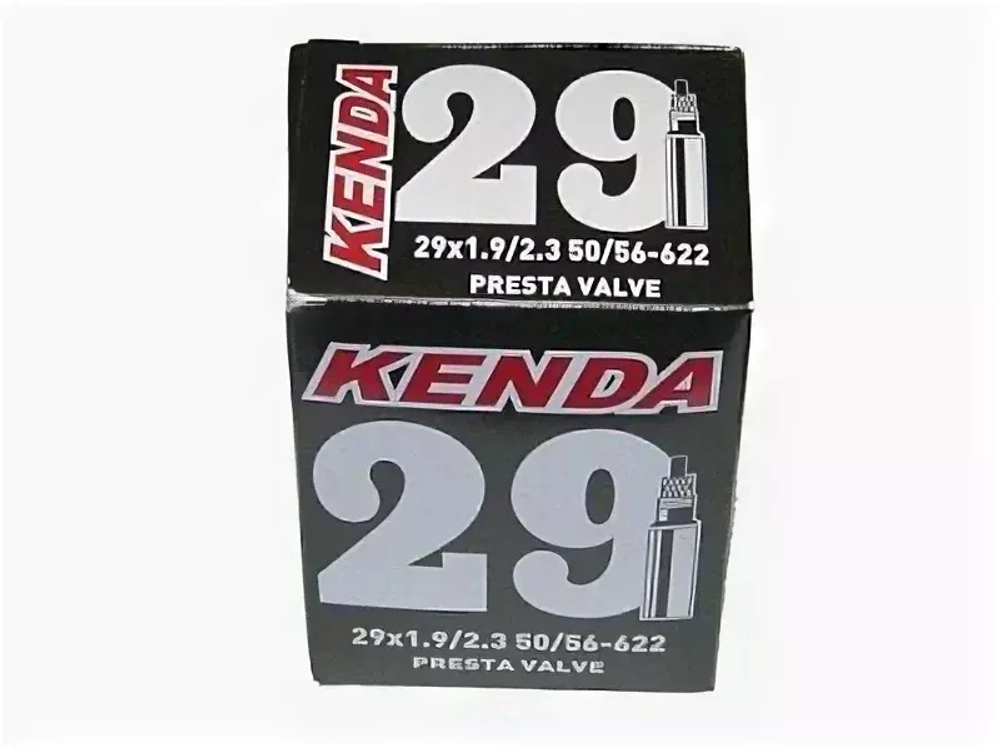 KENDA
29
29x1.9/2.3 50/56-622
PRESTA VALVE
KENDA
29
29x1.9/2.3 50/56-622
PRESTA VALVE